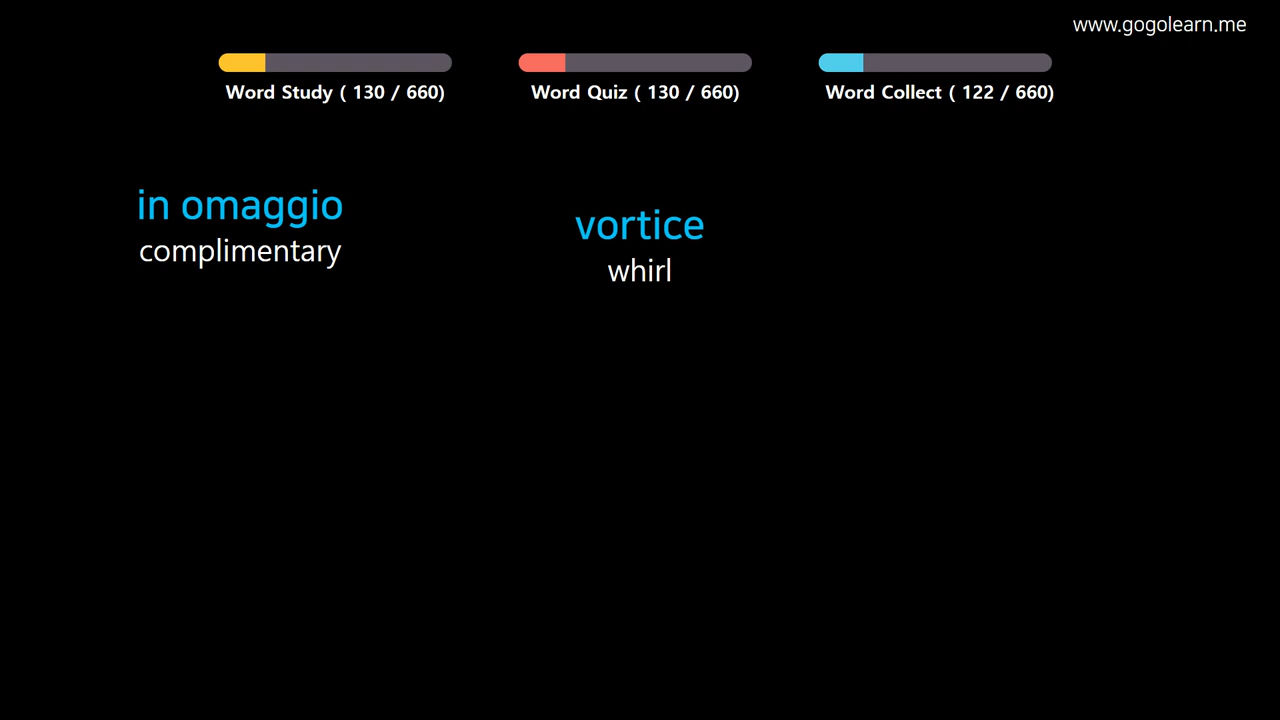 www.gogolearn.me
Word Study ( 130 / 660)
Word Quiz ( 130 / 660)
Word Collect ( 122 / 660)
in omaggio
complimentary
vortice
whirl